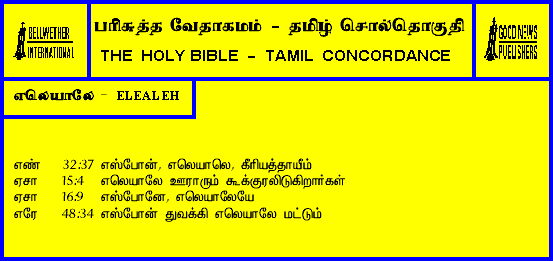 BELLWETHER
INTERNATIONAL
பரிசுத்த வேதாகமம் - தமிழ் சொல்தொகுதி
THE HOLY BIBLE - TAMIL CONCORDANCE
GOOD NEWS
PUBLISHERS
எலெயாலே - ELEALEH
எண் 32:37 எஸ்போன், எலெயாலெ, கீரியத்தாயீம்
ஏசா 15:4 எலெயாலே ஊராரும் கூக்குரலிடுகிறார்கள்
ஏசா 16:9 எஸ்போனே, எலெயாலேயே
எரே 48:34 எஸ்போன் துவக்கி எலெயாலே மட்டும்